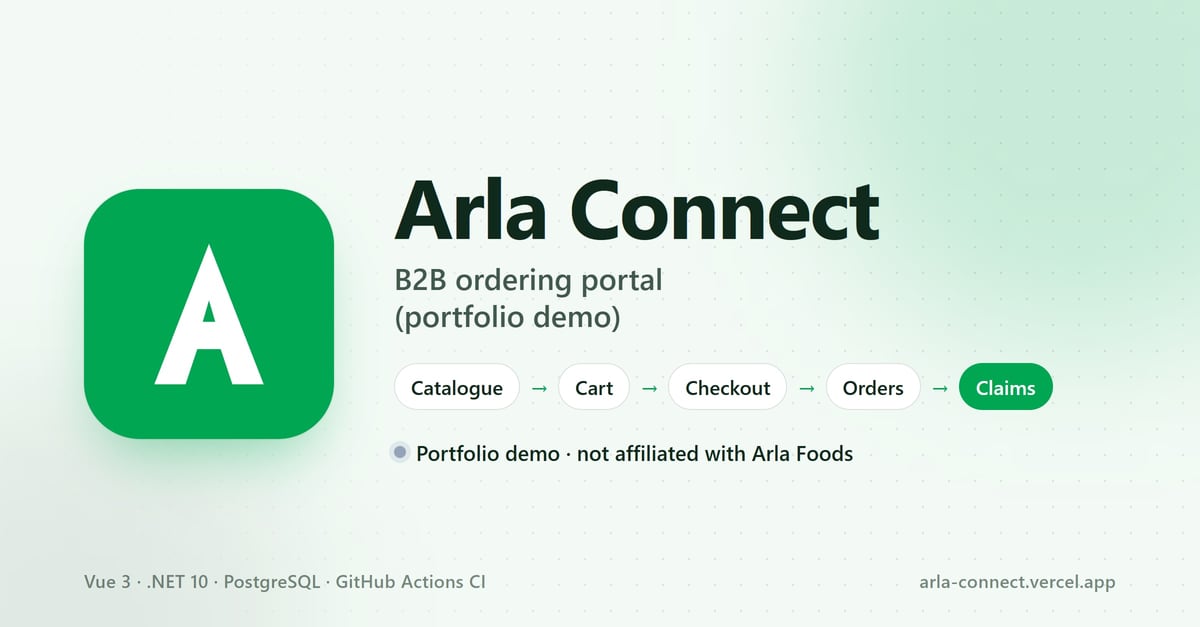 A
Arla Connect
B2B ordering portal
(portfolio demo)
Catalogue → Cart → Checkout → Orders → Claims
Portfolio demo · not affiliated with Arla Foods
Vue 3 · .NET 10 · PostgreSQL · GitHub Actions CI
arla-connect.vercel.app